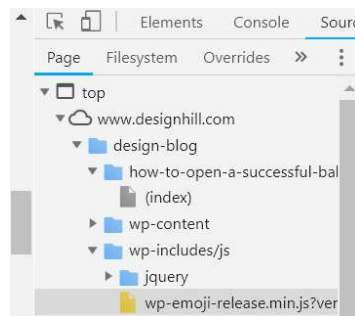 Elements Console Sour
Page Filesystem Overrides »
top
www.designhill.com
design-blog
how-to-open-a-successful-bal
(index)
wp-content
wp-includes/js
jquery
wp-emoji-release.min.js?ver